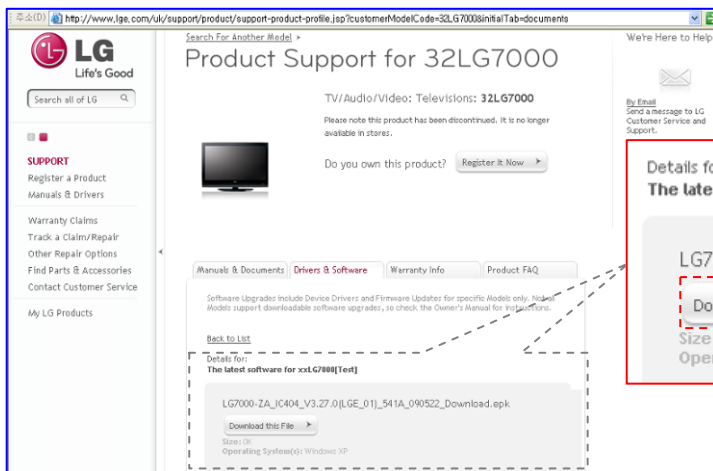 주소(D) http://www.lge.com/uk/support/product/support-product-profile.jsp?customerModelCode=32LG7000&initialTab=documents
LG
Life's Good
Search all of LG
SUPPORT
Register a Product
Manuals & Drivers
Warranty Claims
Track a Claim/Repair
Other Repair Options
Find Parts & Accessories
Contact Customer Service
My LG Products
Search For Another Model >
Product Support for 32LG7000
TV/Audio/Video: Televisions: 32LG7000
Please note this product has been discontinued. It is no longer
available in stores.
Do you own this product? Register It Now >
Manuals & Documents Drivers & Software Warranty Info Product FAQ
Software Upgrades include Device Drivers and Firmware Updates for specific Models only. Not all
Models support downloadable software upgrades, so check the Owner's Manual for instructions.
Back to List
Details for:
The latest software for xxLG7000[Test]
LG7000-ZA_IC404_V3.27.0(LGE_01)_541A_090522_Download.epk
Download this File >
Size: 0K
Operating System(s): Windows XP
We're Here to Help
By Email
Send a message to LG
Customer Service and
Support.
Details fo
The late
LG7
Do
Size
Oper